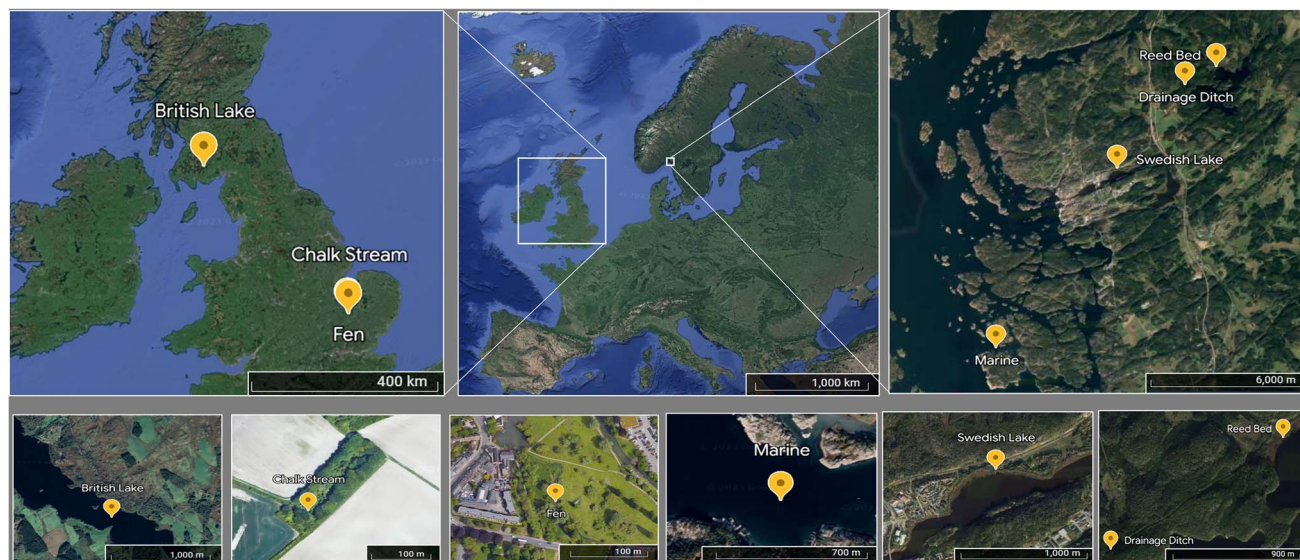 British Lake
Chalk Stream
Fen
400 km
1,000 km
Reed Bed
Drainage Ditch
Swedish Lake
Marine
6,000 m
British Lake
1,000 m
Chalk Stream
100 m
Fen
100 m
Marine
700 m
Swedish Lake
1,000 m
Reed Bed
Drainage Ditch
900 m